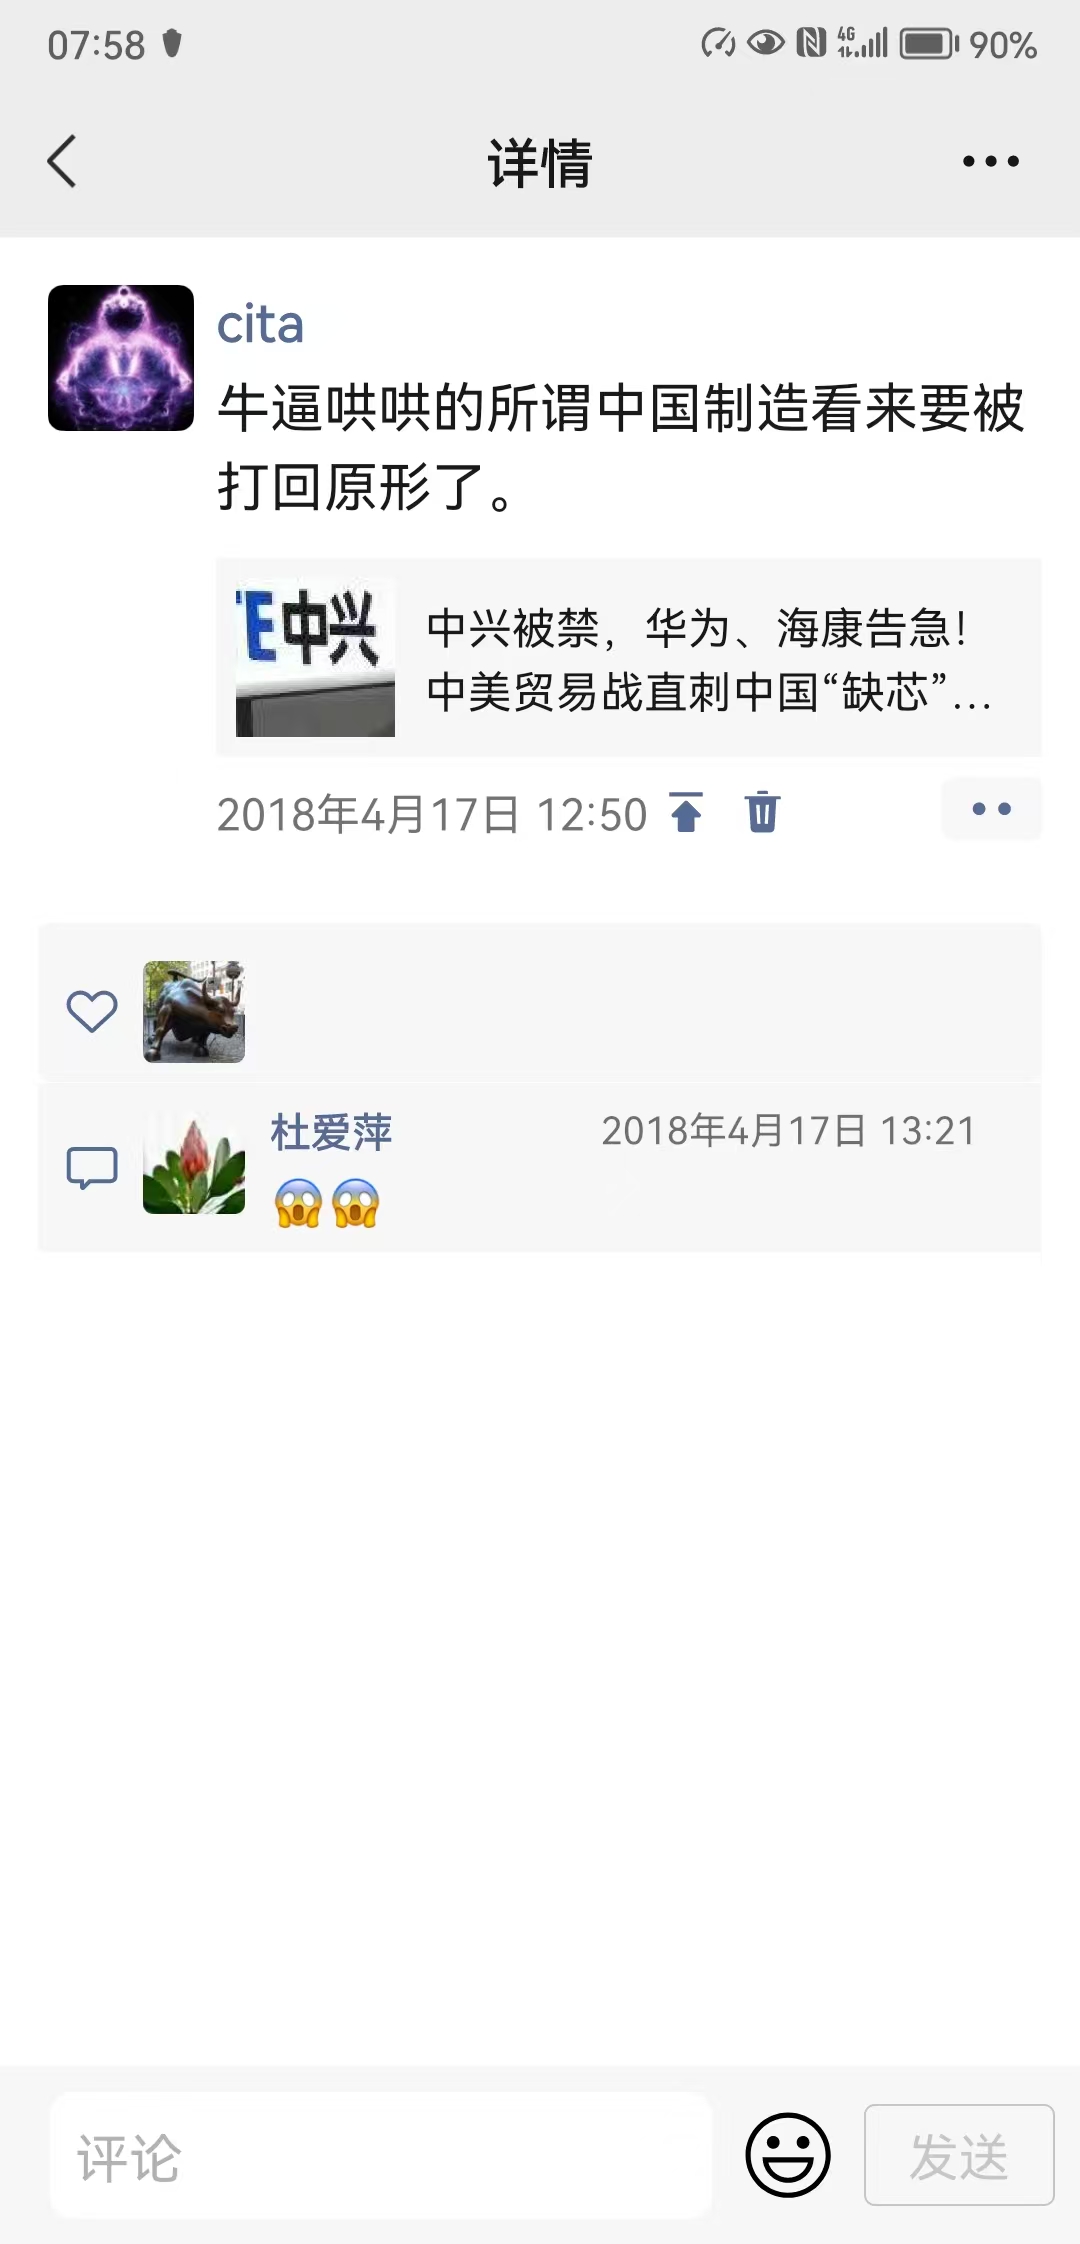 07:58
4G
90%
详情
cita
牛逼哄哄的所谓中国制造看来要被
打回原形了。
E中兴
中兴被禁，华为、海康告急！
中美贸易战直刺中国“缺芯”...
2018年4月17日 12:50
杜爱萍
2018年4月17日 13:21
评论
发送